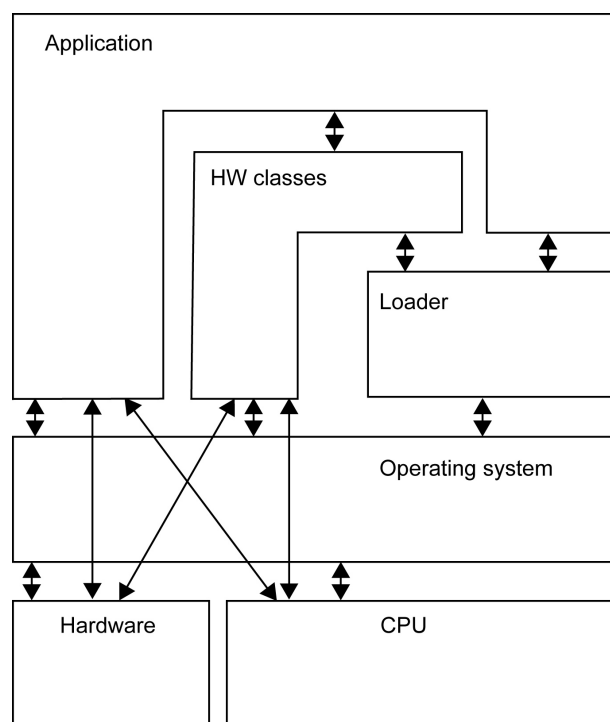 Application
HW classes
Loader
Operating system
Hardware
CPU